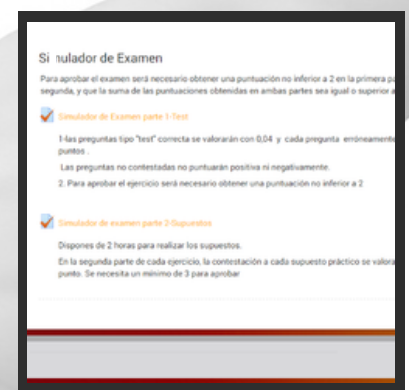 Si nulador de Examen
Para aprobar el examen será necesario obtener una puntuación no inferior a 2 en la primera pa
segunda, y que la suma de las puntuaciones obtenidas en ambas partes sea igual o superior a
Simulador de Examen parte 1-Test
1-las preguntas tipo "test" correcta se valorarán con 0,04 y cada pregunta erróneamente
puntos .
Las preguntas no contestadas no puntuarán positiva ni negativamente.
2. Para aprobar el ejercicio será necesario obtener una puntuación no inferior a 2
Simulador de examen parte 2-Supuestos
Dispones de 2 horas para realizar los supuestos.
En la segunda parte de cada ejercicio, la contestación a cada supuesto práctico se valora
punto. Se necesita un mínimo de 3 para aprobar